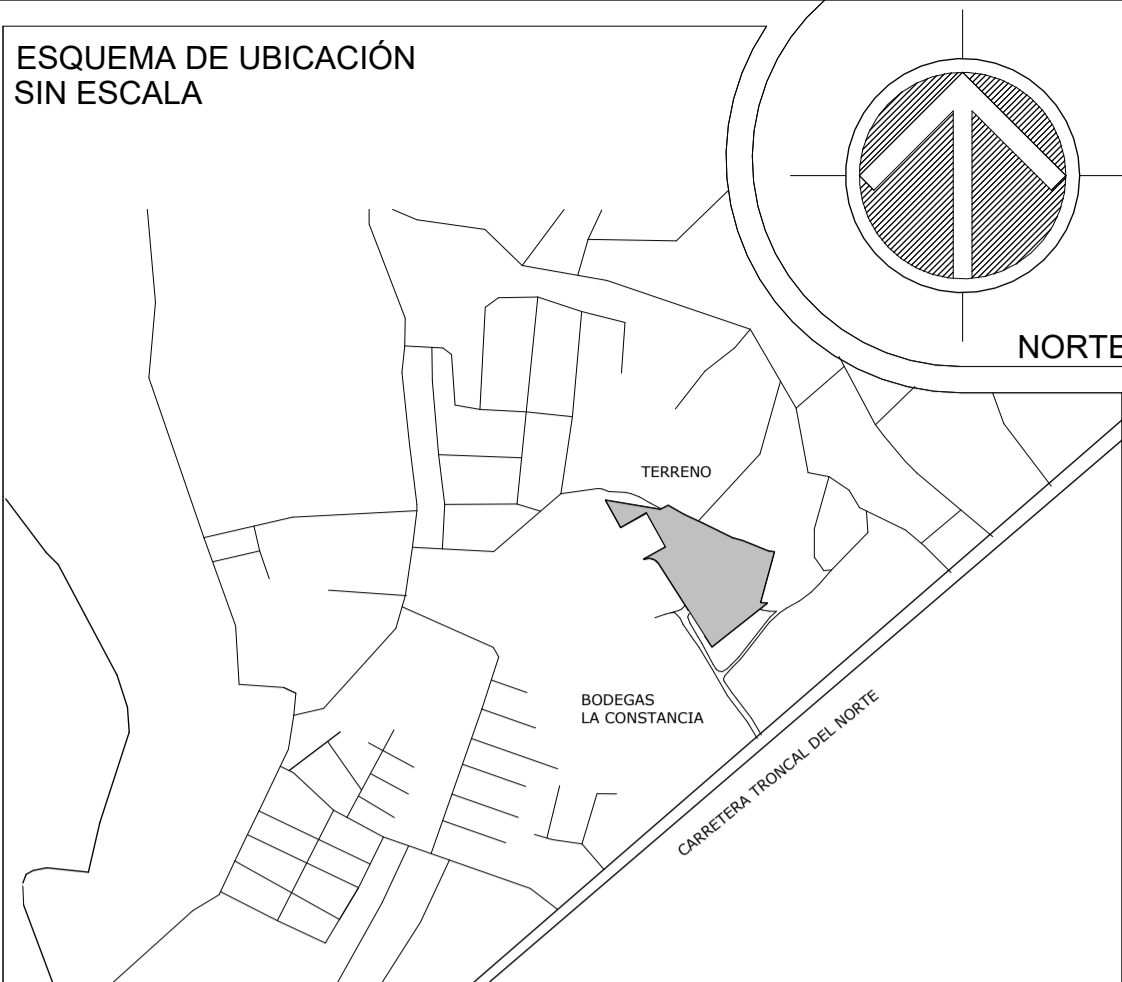 ESQUEMA DE UBICACIÓN
SIN ESCALA
NORTE
TERRENO
BODEGAS
LA CONSTANCIA
CARRETERA TRONCAL DEL NORTE